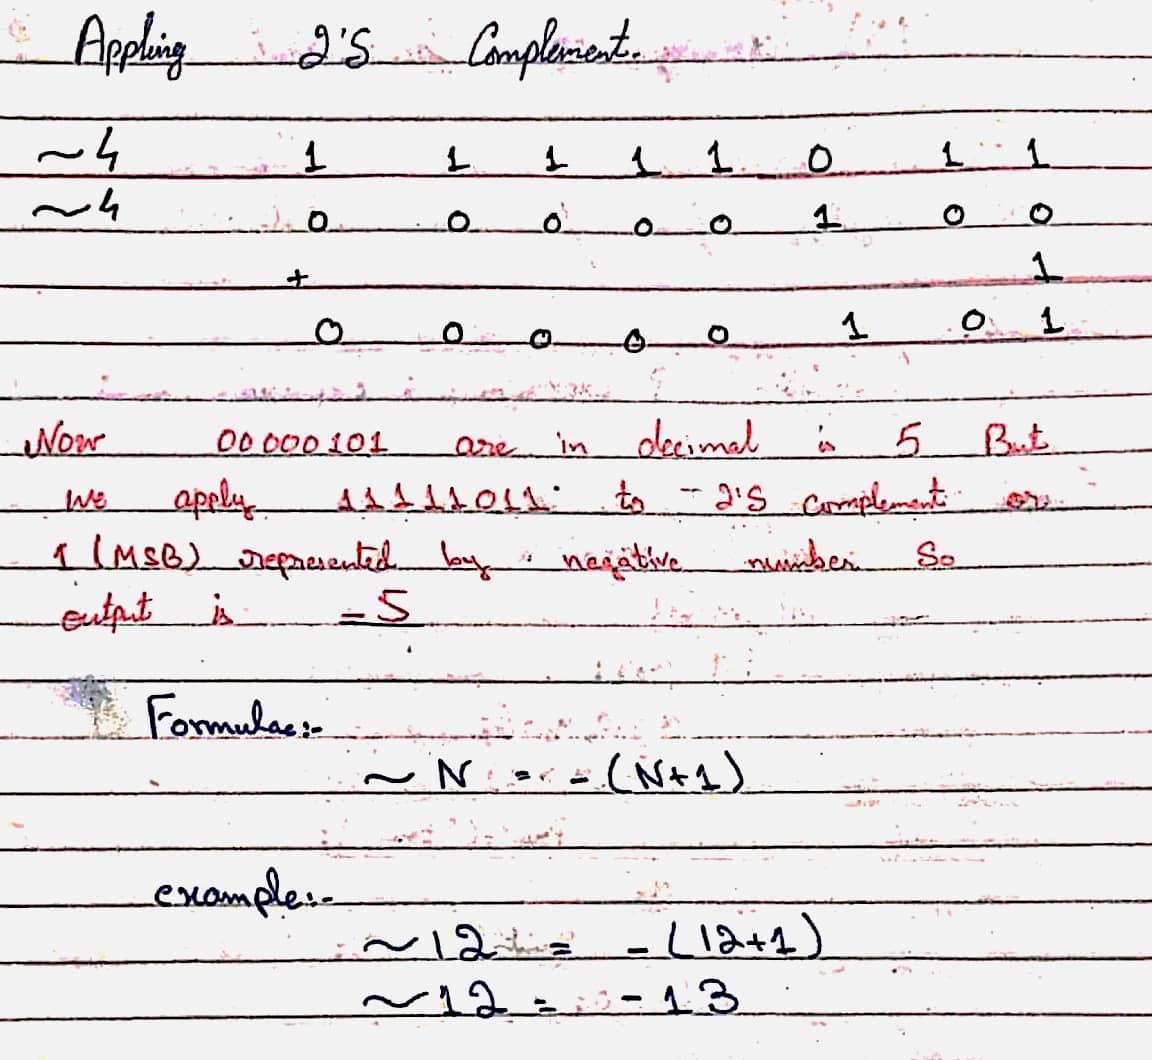 Appling 2'S Complement.
~4 1 1 1 1 1 0 1 1
~4 0 0 0 0 0 1 0 0
+ 1
0 0 0 0 0 1 0 1
Now 00000101 are in decimal is 5 But
we apply 11111011 to - 2'S complement or
1 (MSB) represented by negative number So
output is -5
Formulae:-
~ N = - (N+1)
example:-
~12 = - (12+1)
~12 = -13